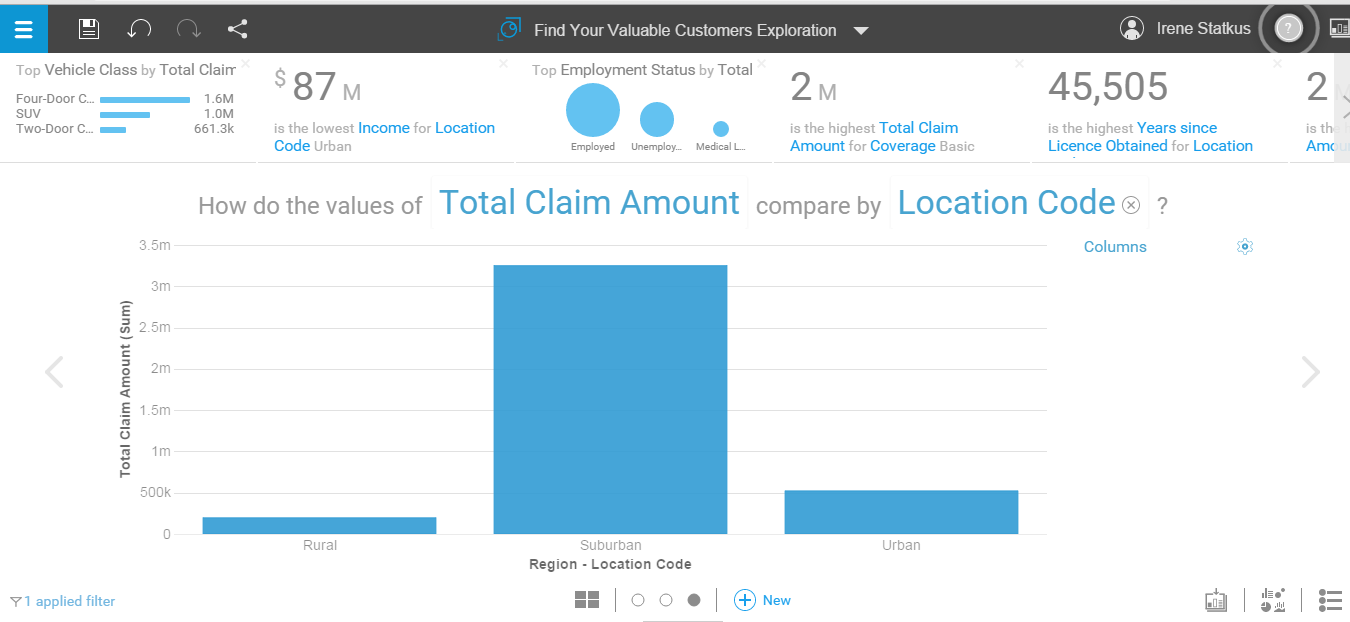 Find Your Valuable Customers Exploration
Irene Statkus
?
Top Vehicle Class by Total Claim
Four-Door C... 1.6M
SUV 1.0M
Two-Door C... 661.3k
$87 M
is the lowest Income for Location
Code Urban
Top Employment Status by Total
Employed Unemploy... Medical L...
2 M
is the highest Total Claim
Amount for Coverage Basic
45,505
is the highest Years since
Licence Obtained for Location
2
is the
Amou
How do the values of Total Claim Amount compare by Location Code ?
Columns
3.5m
3m
2.5m
2m
1.5m
1m
500k
0
Total Claim Amount (Sum)
Rural Suburban Urban
Region - Location Code
1 applied filter
New